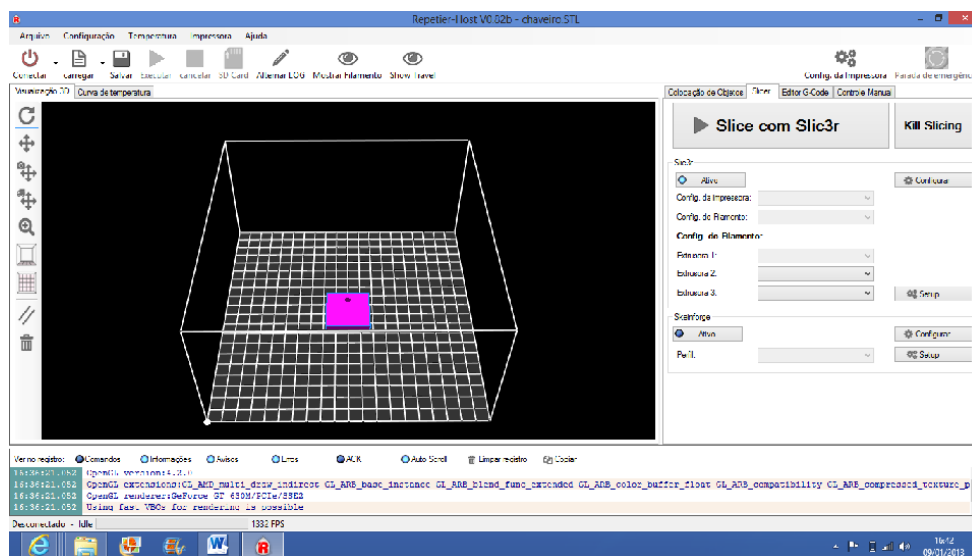 Repetier-Host V0.82b - chaveiro.STL
Arquivo Configuração Temperatura Impressora Ajuda
Conectar carregar Salvar Executar cancelar SD Card Alternar LOG Mostrar Filamento Show Travel Config. da Impressora Parada de emergênc
Visualização 3D Curva de temperatura
Colocação de Objetos Slicer Editor G-Code Controle Manual
Slice com Slic3r
Kill Slicing
Slic3r
Ativo Configurar
Config. da Impressora:
Config. de Filamento:
Config. de Filamento:
Extrusora 1:
Extrusora 2:
Extrusora 3: Setup
Skeinforge
Ativo Configurar
Perfil: Setup
Ver no registro: Comandos Informações Avisos Erros ACK Auto Scroll Limpar registro Copiar
16:36:21.052 OpenGL version:4.2.0
16:36:21.052 OpenGL extensions:GL_AMD_multi_draw_indirect GL_ARB_base_instance GL_ARB_blend_func_extended GL_ARB_color_buffer_float GL_ARB_compatibility GL_ARB_compressed_texture_p
16:36:21.052 OpenGL renderer:GeForce GT 630M/PCIe/SSE2
16:36:21.052 Using fast VBOs for rendering is possible
Desconectado - Idle 1332 FPS
16:42
09/01/2013